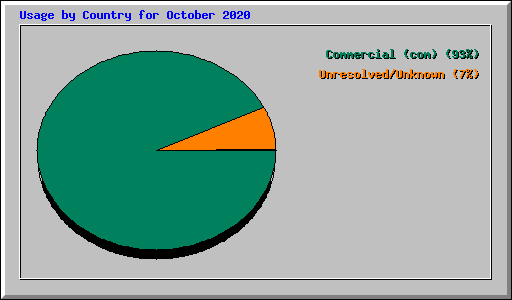 Usage by Country for October 2020
Commercial (com) (93%)
Unresolved/Unknown (7%)